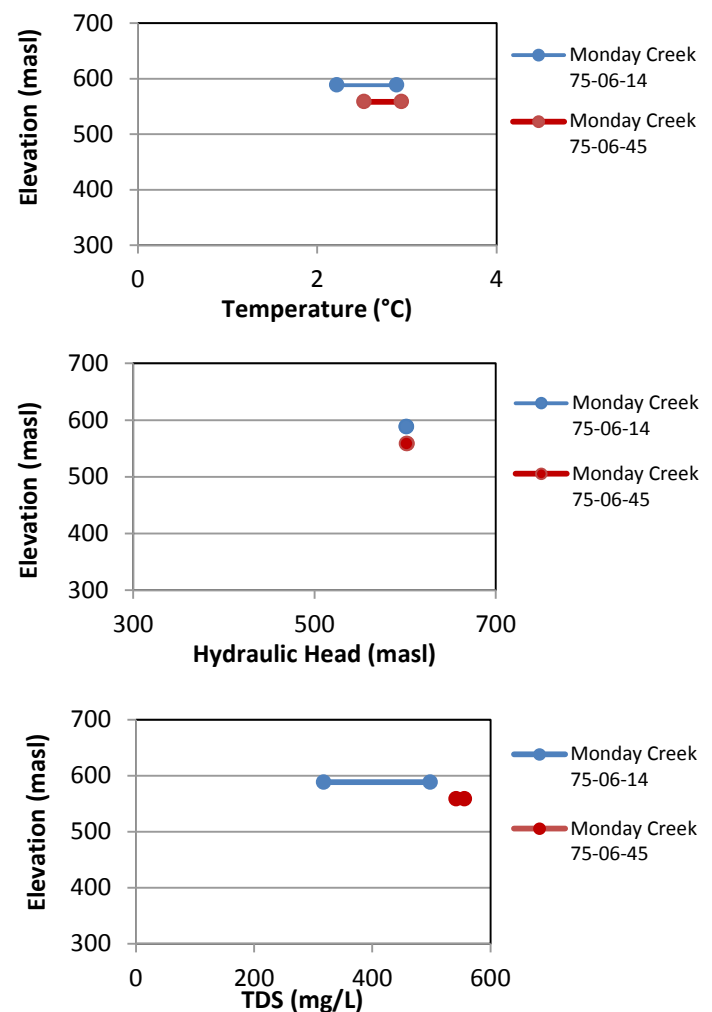 Elevation (masl)
700
600
500
400
300
0
2
4
Temperature (°C)
Monday Creek
75-06-14
Monday Creek
75-06-45
Elevation (masl)
700
600
500
400
300
300
500
700
Hydraulic Head (masl)
Monday Creek
75-06-14
Monday Creek
75-06-45
Elevation (masl)
700
600
500
400
300
0
200
400
600
TDS (mg/L)
Monday Creek
75-06-14
Monday Creek
75-06-45